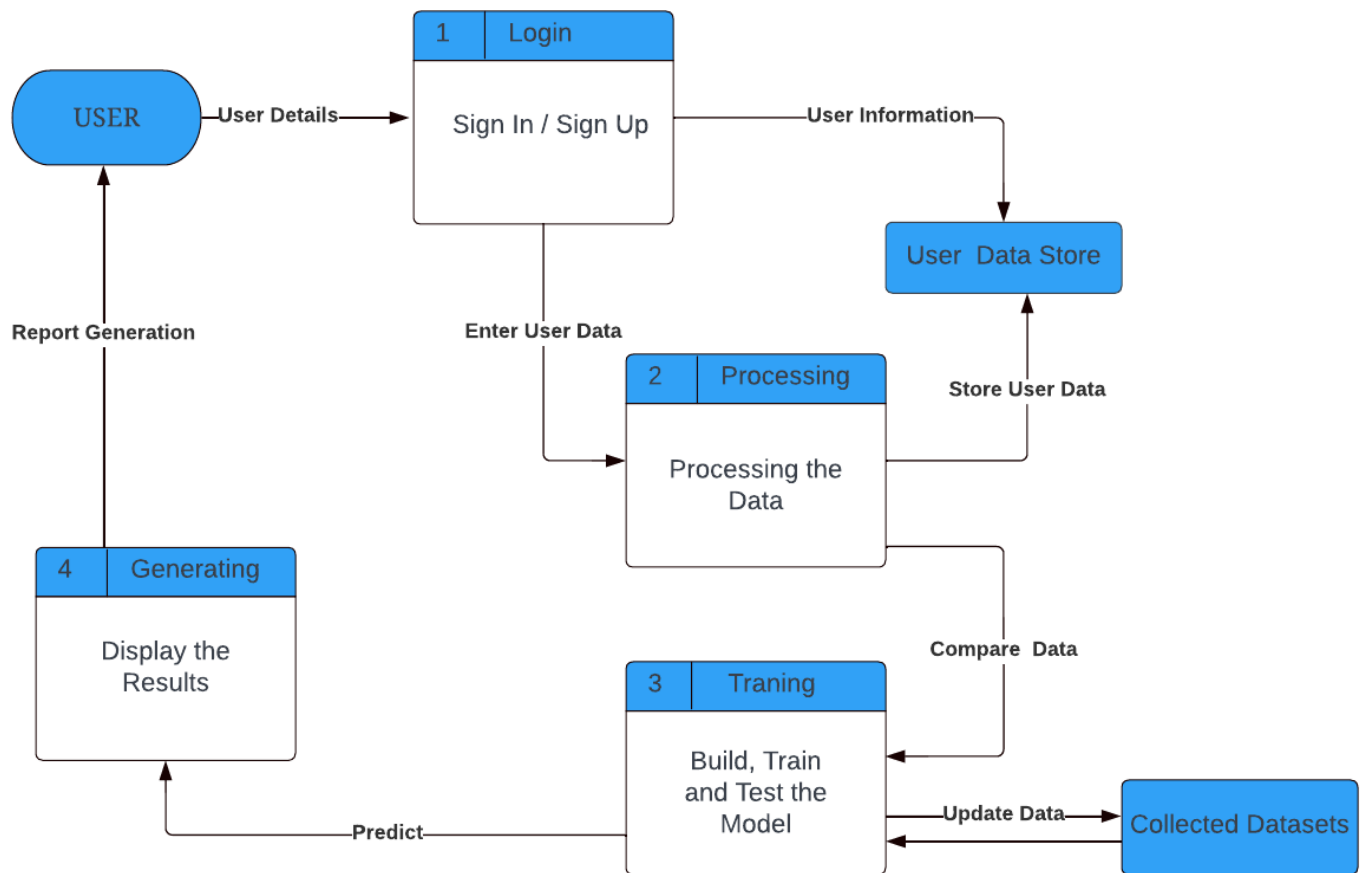 1 Login
USER
User Details
Sign In / Sign Up
User Information
User Data Store
Report Generation
Enter User Data
2 Processing
Store User Data
Processing the
Data
4 Generating
Display the
Results
Compare Data
3 Traning
Build, Train
and Test the
Model
Update Data
Collected Datasets
Predict